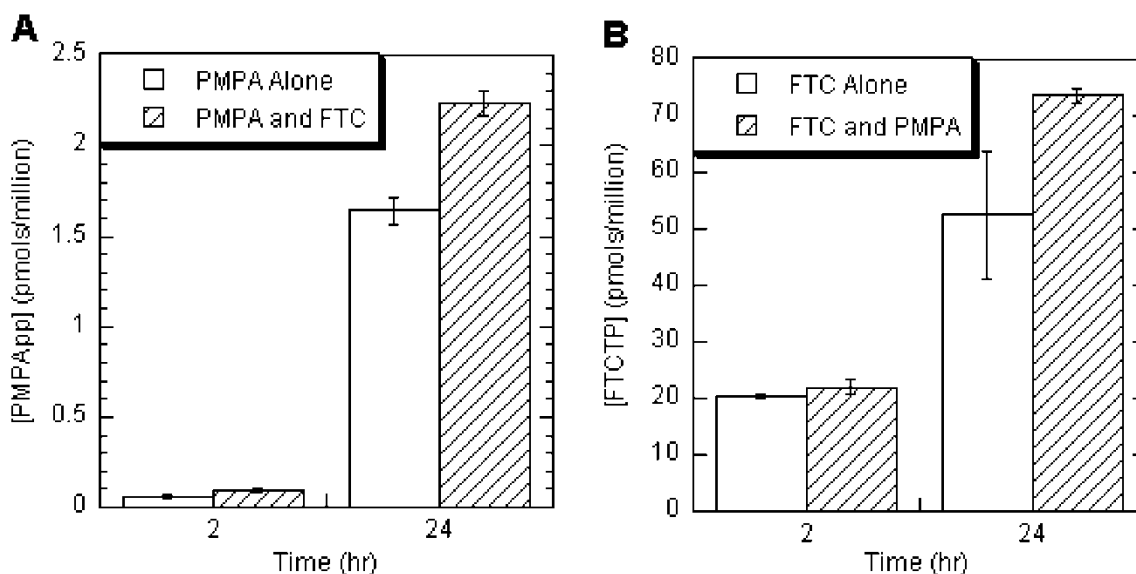 A
PMPA Alone
PMPA and FTC
[PMPApp] (pmols/million)
2.5
2
1.5
1
0.5
0
2
24
Time (hr)
B
FTC Alone
FTC and PMPA
[FTCTP] (pmols/million)
80
70
60
50
40
30
20
10
0
2
24
Time (hr)